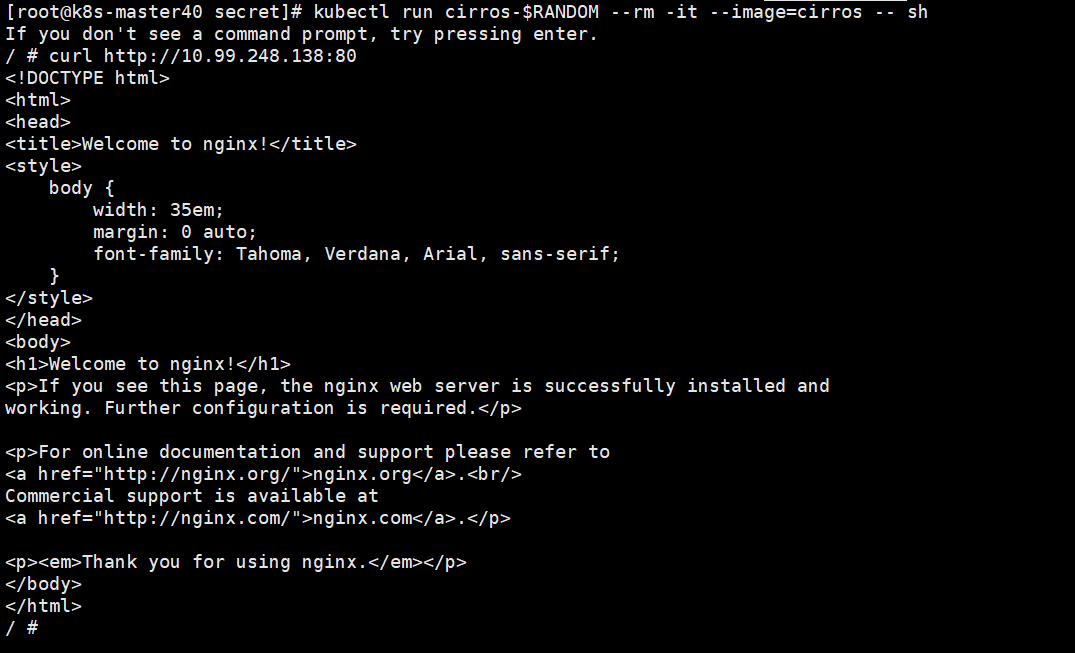 [root@k8s-master40 secret]# kubectl run cirros-$RANDOM --rm -it --image=cirros -- sh
If you don't see a command prompt, try pressing enter.
/ # curl http://10.99.248.138:80
<!DOCTYPE html>
<html>
<head>
<title>Welcome to nginx!</title>
<style>
    body {
        width: 35em;
        margin: 0 auto;
        font-family: Tahoma, Verdana, Arial, sans-serif;
    }
</style>
</head>
<body>
<h1>Welcome to nginx!</h1>
<p>If you see this page, the nginx web server is successfully installed and
working. Further configuration is required.</p>

<p>For online documentation and support please refer to
<a href="http://nginx.org/">nginx.org</a>.<br/>
Commercial support is available at
<a href="http://nginx.com/">nginx.com</a>.</p>

<p><em>Thank you for using nginx.</em></p>
</body>
</html>
/ #